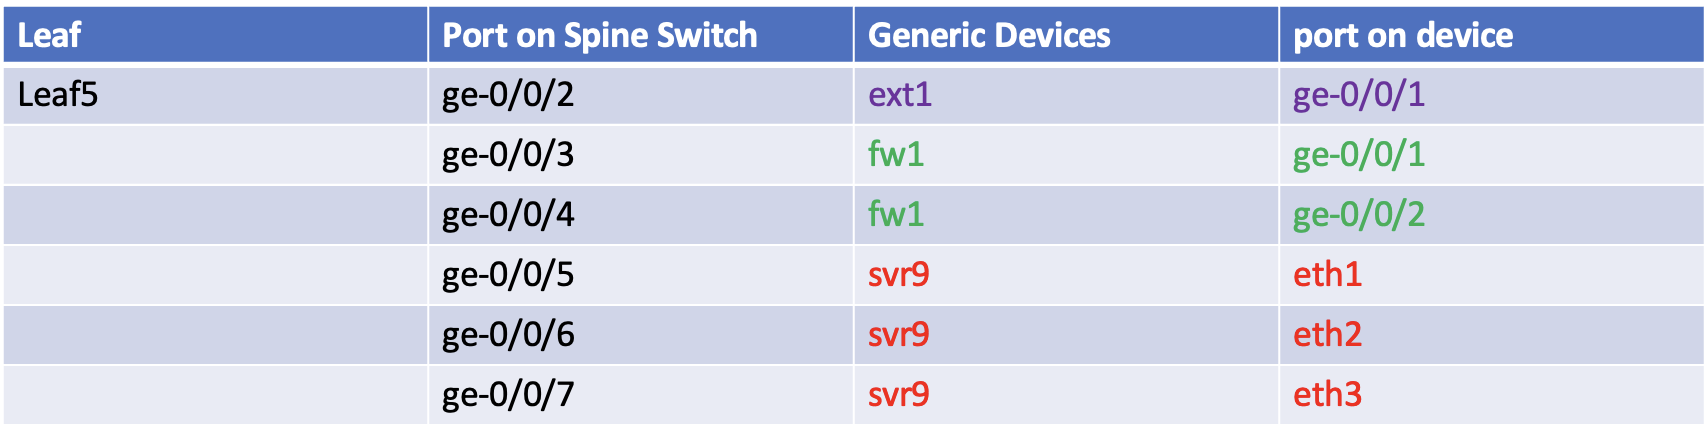 Leaf Port on Spine Switch Generic Devices port on device
Leaf5 ge-0/0/2 ext1 ge-0/0/1
ge-0/0/3 fw1 ge-0/0/1
ge-0/0/4 fw1 ge-0/0/2
ge-0/0/5 svr9 eth1
ge-0/0/6 svr9 eth2
ge-0/0/7 svr9 eth3